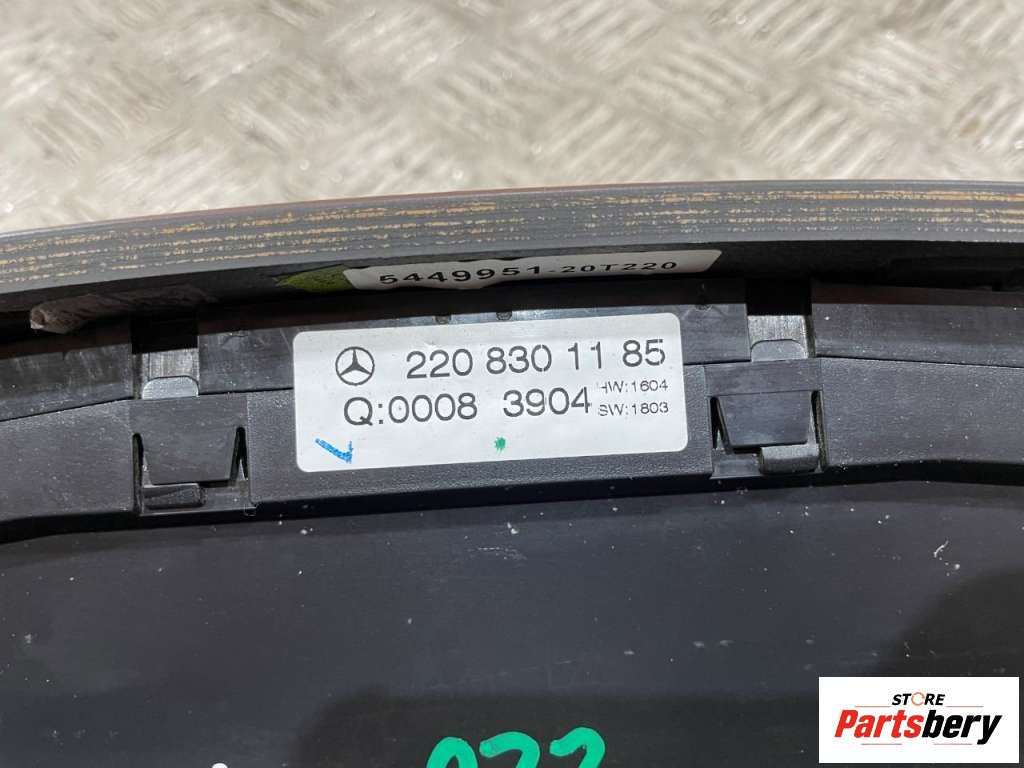 5449951-20T220
220 830 11 85
Q:0008 3904 HW:1604
SW:1803
STORE
Partsbery